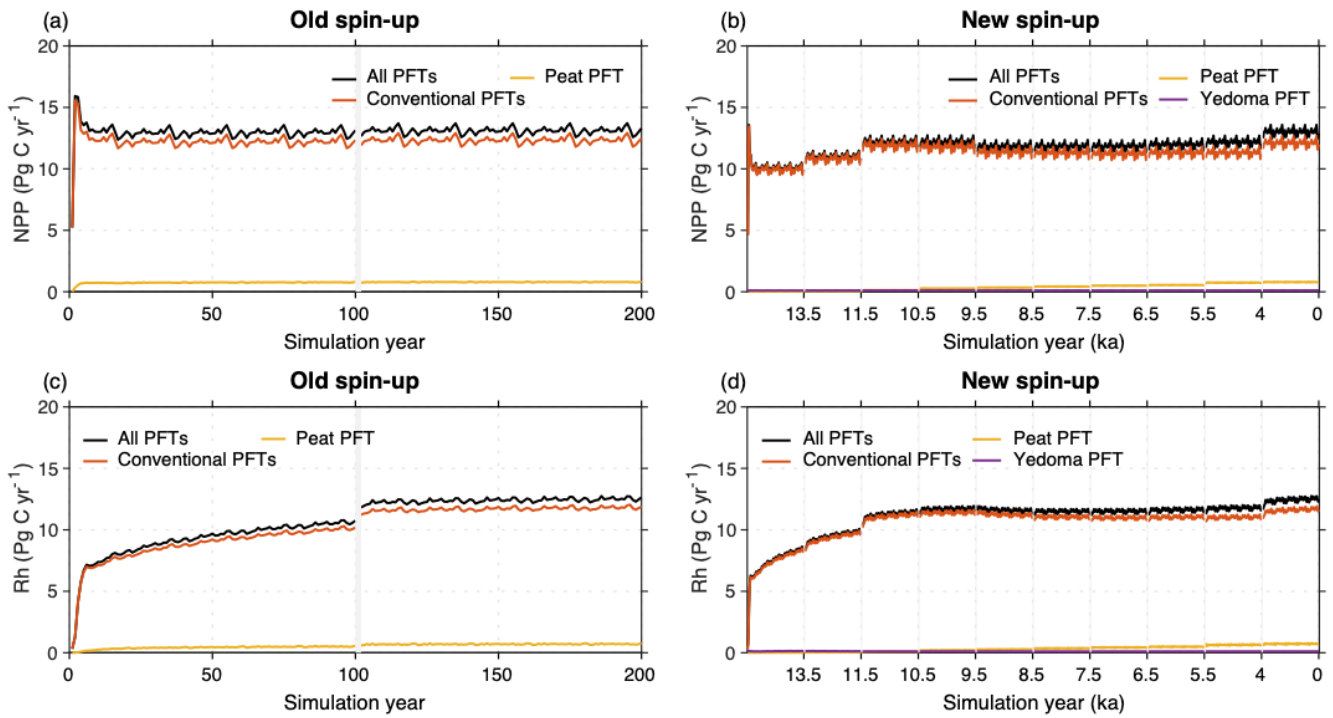 (a) Old spin-up
(b) New spin-up
20
15
10
5
0
NPP (Pg C yr⁻¹)
All PFTs
Peat PFT
Conventional PFTs
0 50 100 150 200
Simulation year
20
15
10
5
0
NPP (Pg C yr⁻¹)
All PFTs
Peat PFT
Conventional PFTs
Yedoma PFT
13.5 11.5 10.5 9.5 8.5 7.5 6.5 5.5 4 0
Simulation year (ka)
(c) Old spin-up
(d) New spin-up
20
15
10
5
0
Rh (Pg C yr⁻¹)
All PFTs
Peat PFT
Conventional PFTs
0 50 100 150 200
Simulation year
20
15
10
5
0
Rh (Pg C yr⁻¹)
All PFTs
Peat PFT
Conventional PFTs
Yedoma PFT
13.5 11.5 10.5 9.5 8.5 7.5 6.5 5.5 4 0
Simulation year (ka)